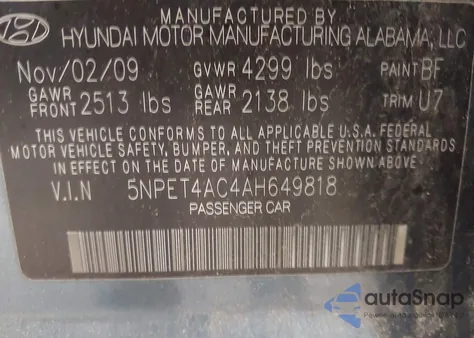 MANUFACTURED BY
HYUNDAI MOTOR MANUFACTURING ALABAMA, LLC
Nov/02/09 GVWR 4299 lbs PAINT BF
GAWR FRONT 2513 lbs GAWR REAR 2138 lbs TRIM U7
THIS VEHICLE CONFORMS TO ALL APPLICABLE U.S.A. FEDERAL
MOTOR VEHICLE SAFETY, BUMPER, AND THEFT PREVENTION STANDARDS
IN EFFECT ON THE DATE OF MANUFACTURE SHOWN ABOVE.
V.I.N 5NPET4AC4AH649818
PASSENGER CAR
autoSnap